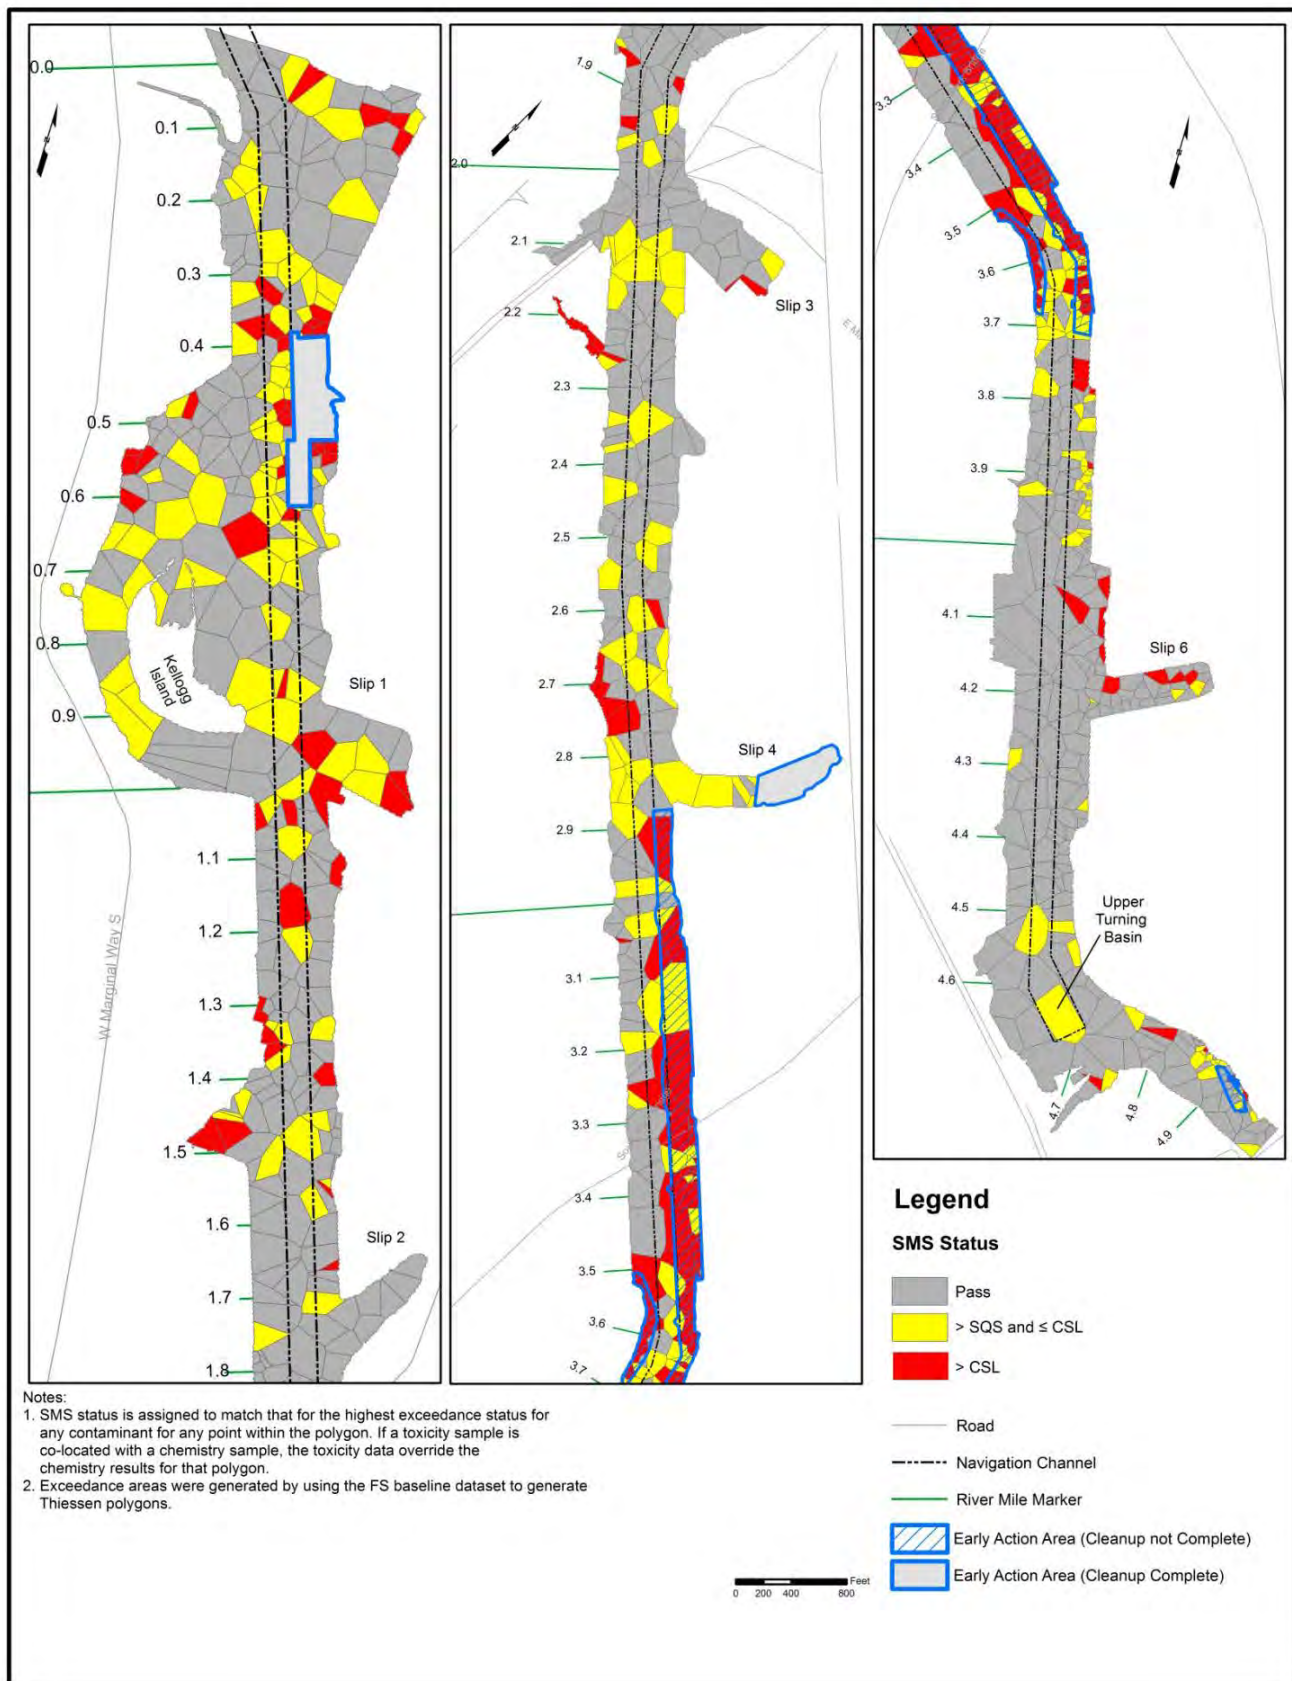 0.0
0.1
0.2
0.3
0.4
0.5
0.6
0.7
0.8
0.9
1.1
1.2
1.3
1.4
1.5
1.6
1.7
1.8
Kellogg
Island
Slip 1
Slip 2
W Marginal Way S
1.9
2.0
2.1
2.2
2.3
2.4
2.5
2.6
2.7
2.8
2.9
3.1
3.2
3.3
3.4
3.5
3.6
3.7
Slip 3
Slip 4
3.3
3.4
3.5
3.6
3.7
3.8
3.9
4.1
4.2
4.3
4.4
4.5
4.6
4.7
4.8
4.9
Slip 6
Upper
Turning
Basin
Legend
SMS Status
Pass
> SQS and ≤ CSL
> CSL
Road
Navigation Channel
River Mile Marker
Early Action Area (Cleanup not Complete)
Early Action Area (Cleanup Complete)
Feet
0 200 400 800
Notes:
1. SMS status is assigned to match that for the highest exceedance status for
any contaminant for any point within the polygon. If a toxicity sample is
co-located with a chemistry sample, the toxicity data override the
chemistry results for that polygon.
2. Exceedance areas were generated by using the FS baseline dataset to generate
Thiessen polygons.